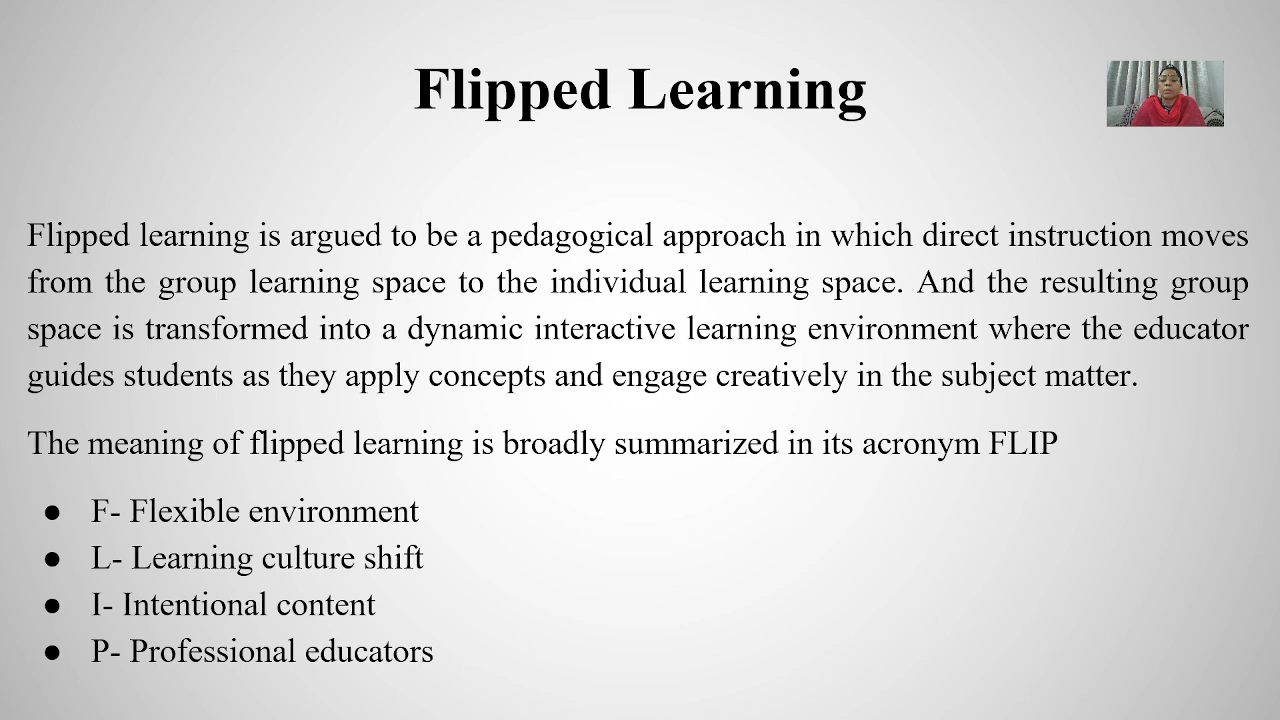 Flipped Learning
Flipped learning is argued to be a pedagogical approach in which direct instruction moves
from the group learning space to the individual learning space. And the resulting group
space is transformed into a dynamic interactive learning environment where the educator
guides students as they apply concepts and engage creatively in the subject matter.
The meaning of flipped learning is broadly summarized in its acronym FLIP
● F- Flexible environment
● L- Learning culture shift
● I- Intentional content
● P- Professional educators